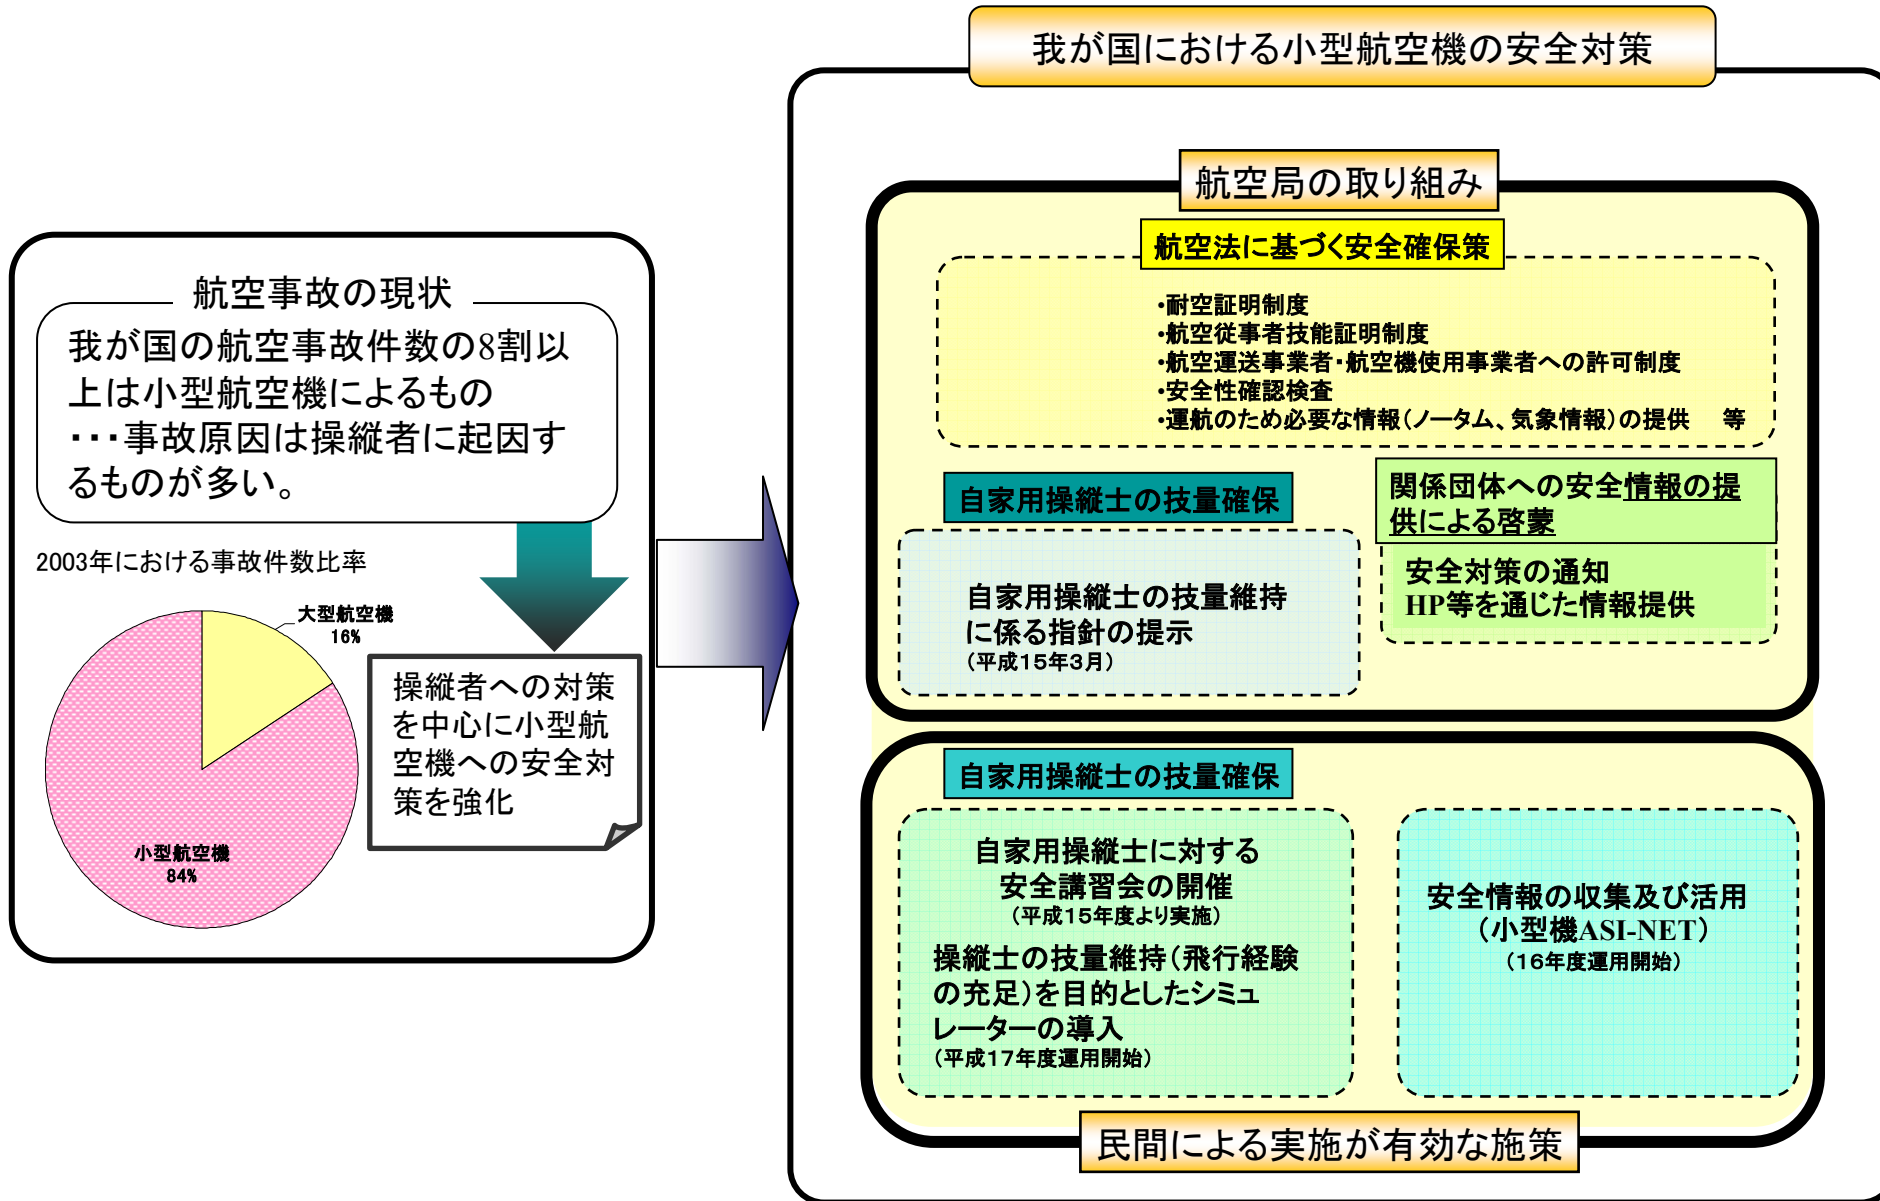 我が国における小型航空機の安全対策
航空事故の現状
我が国の航空事故件数の8割以
上は小型航空機によるもの
・・・事故原因は操縦者に起因す
るものが多い。
2003年における事故件数比率
大型航空機
16%
小型航空機
84%
操縦者への対策
を中心に小型航
空機への安全対
策を強化
航空局の取り組み
航空法に基づく安全確保策
・耐空証明制度
・航空従事者技能証明制度
・航空運送事業者・航空機使用事業者への許可制度
・安全性確認検査
・運航のため必要な情報（ノータム、気象情報）の提供　等
自家用操縦士の技量確保
自家用操縦士の技量維持
に係る指針の提示
（平成15年3月）
関係団体への安全情報の提
供による啓蒙
安全対策の通知
HP等を通じた情報提供
自家用操縦士の技量確保
自家用操縦士に対する
安全講習会の開催
（平成15年度より実施）
操縦士の技量維持（飛行経験
の充足）を目的としたシミュ
レーターの導入
（平成17年度運用開始）
安全情報の収集及び活用
（小型機ASI-NET）
（16年度運用開始）
民間による実施が有効な施策